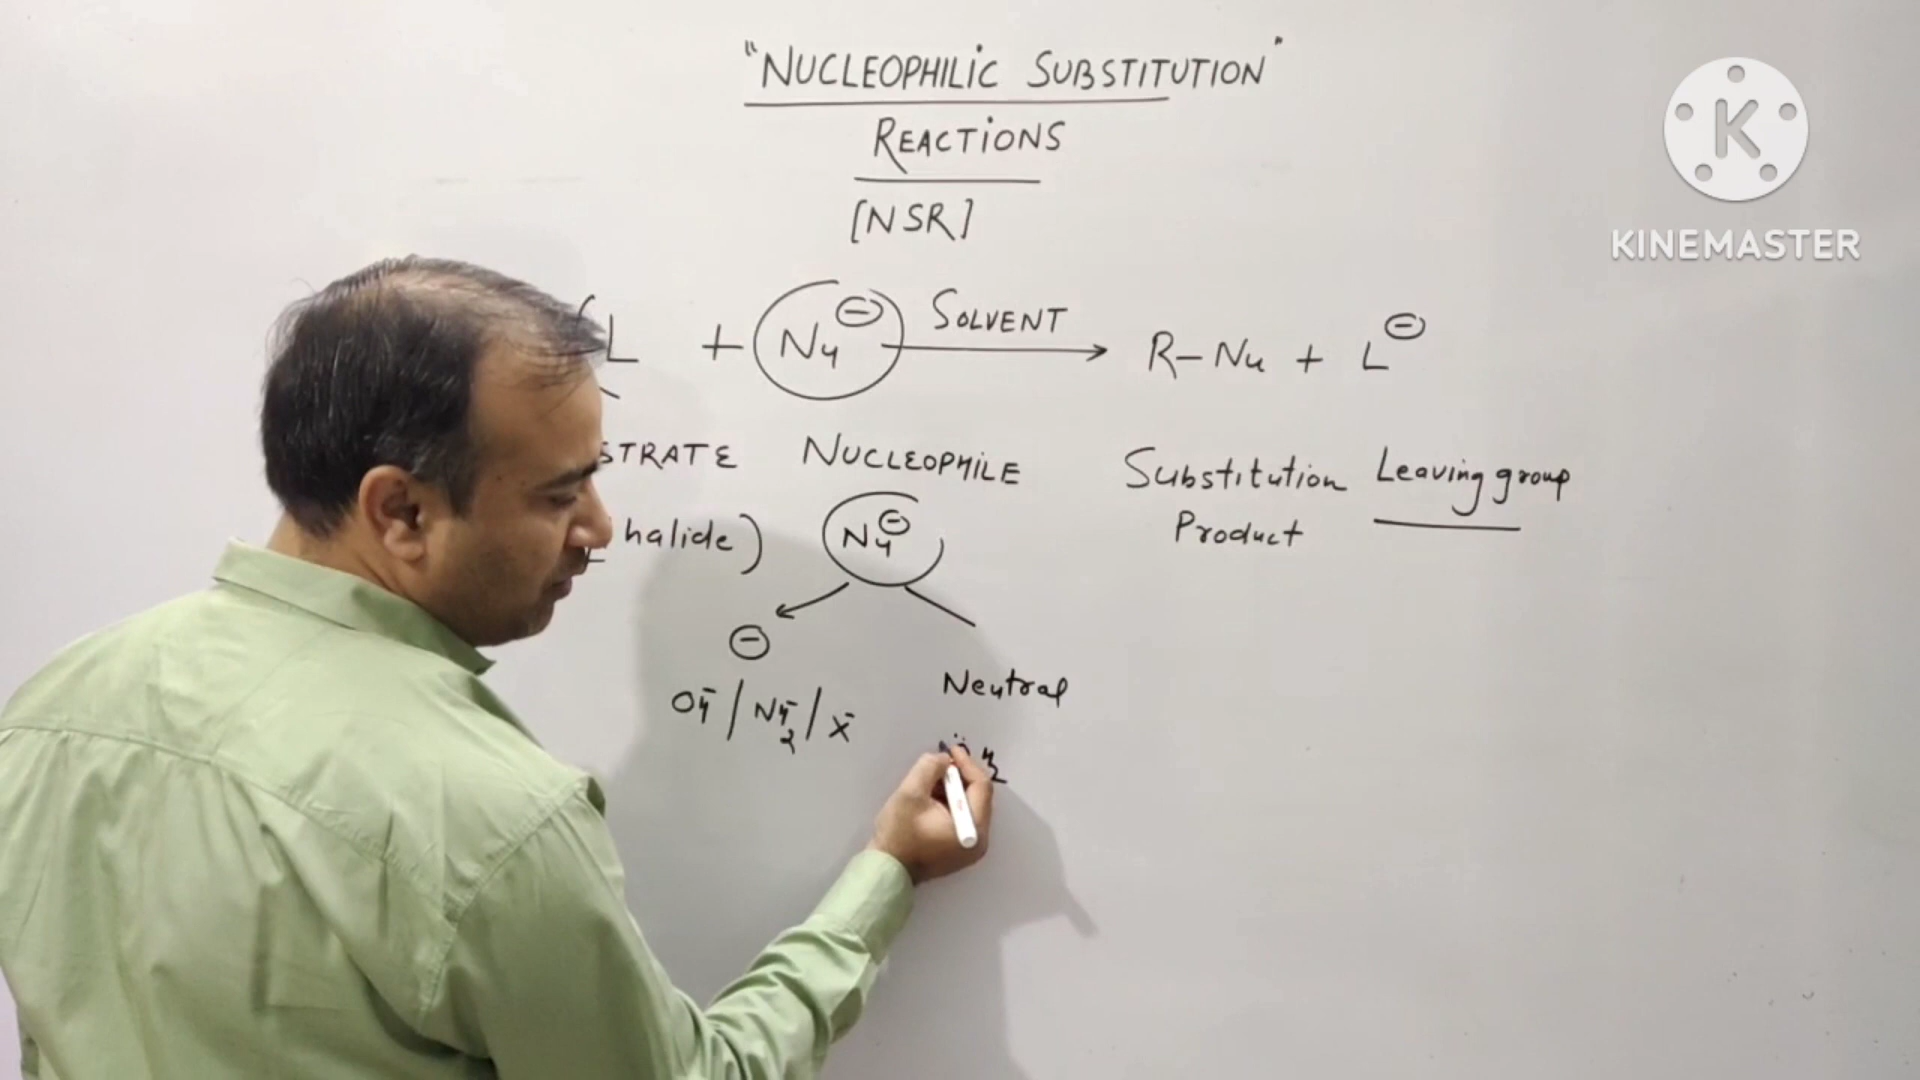 "NUCLEOPHILIC SUBSTITUTION"
REACTIONS
[NSR]
K
KINEMASTER
L + Nu⊖ SOLVENT → R-Nu + L⊖
STRATE NUCLEOPHILE Substitution Leaving group
halide) Nu⊖ Product
⊖
Neutral
OH⁻ / NH₂⁻ / X⁻